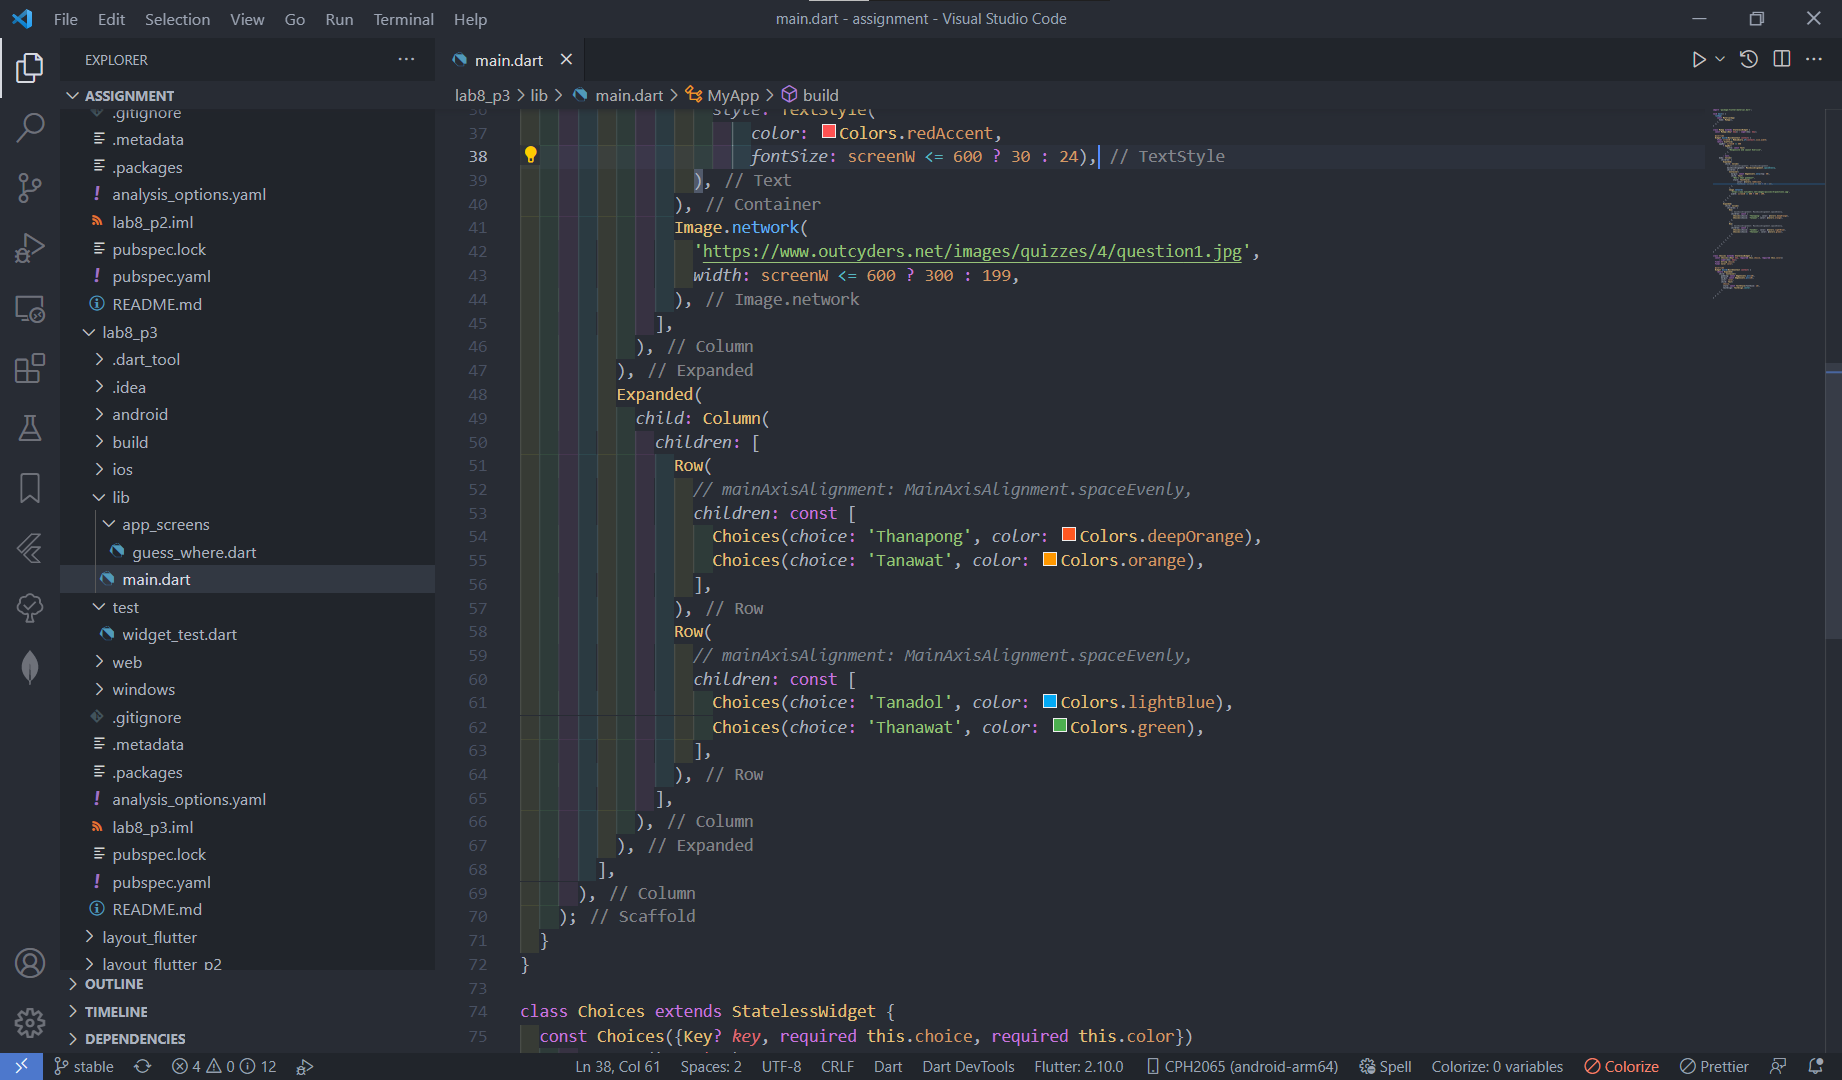 File Edit Selection View Go Run Terminal Help
main.dart - assignment - Visual Studio Code
EXPLORER
ASSIGNMENT
.gitignore
.metadata
.packages
analysis_options.yaml
lab8_p2.iml
pubspec.lock
pubspec.yaml
README.md
lab8_p3
.dart_tool
.idea
android
build
ios
lib
app_screens
guess_where.dart
main.dart
test
widget_test.dart
web
windows
.gitignore
.metadata
.packages
analysis_options.yaml
lab8_p3.iml
pubspec.lock
pubspec.yaml
README.md
layout_flutter
layout_flutter_p2
OUTLINE
TIMELINE
DEPENDENCIES
main.dart
lab8_p3 > lib > main.dart > MyApp > build
36 style: TextStyle(
37 color: Colors.redAccent,
38 fontSize: screenW <= 600 ? 30 : 24), // TextStyle
39 ), // Text
40 ), // Container
41 Image.network(
42 'https://www.outcyders.net/images/quizzes/4/question1.jpg',
43 width: screenW <= 600 ? 300 : 199,
44 ), // Image.network
45 ],
46 ), // Column
47 ), // Expanded
48 Expanded(
49 child: Column(
50 children: [
51 Row(
52 // mainAxisAlignment: MainAxisAlignment.spaceEvenly,
53 children: const [
54 Choices(choice: 'Thanapong', color: Colors.deepOrange),
55 Choices(choice: 'Tanawat', color: Colors.orange),
56 ],
57 ), // Row
58 Row(
59 // mainAxisAlignment: MainAxisAlignment.spaceEvenly,
60 children: const [
61 Choices(choice: 'Tanadol', color: Colors.lightBlue),
62 Choices(choice: 'Thanawat', color: Colors.green),
63 ],
64 ), // Row
65 ],
66 ), // Column
67 ), // Expanded
68 ],
69 ), // Column
70 ); // Scaffold
71 }
72 }
73
74 class Choices extends StatelessWidget {
75 const Choices({Key? key, required this.choice, required this.color})
stable 4 0 12 Ln 38, Col 61 Spaces: 2 UTF-8 CRLF Dart Dart DevTools Flutter: 2.10.0 CPH2065 (android-arm64) Spell Colorize: 0 variables Colorize Prettier